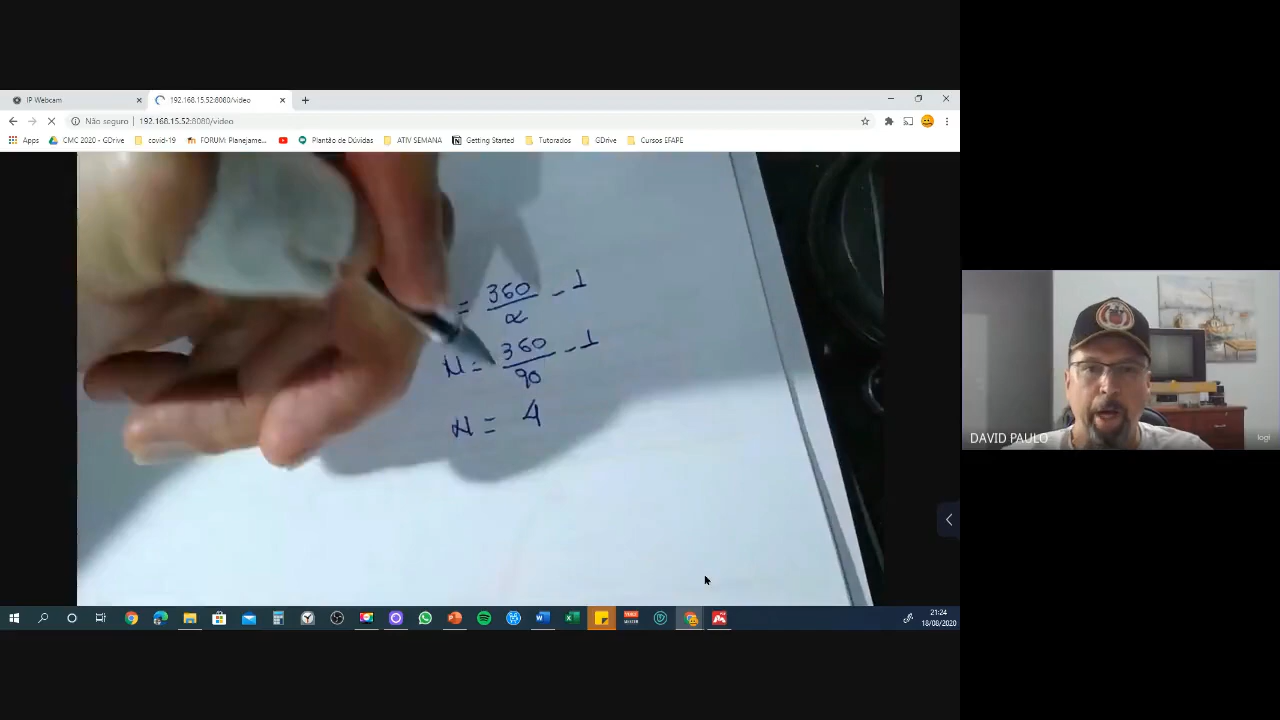 IP Webcam
192.168.15.52:8080/video
Não seguro
192.168.15.52:8080/video
Apps
CMC 2020 - GDrive
covid-19
FORUM: Planejame...
Plantão de Dúvidas
ATIV SEMANA
Getting Started
Tutorados
GDrive
Cursos EFAPE
= 360/α - 1
N = 360/90 - 1
N = 4
DAVID PAULO
logi
21:24
18/08/2020